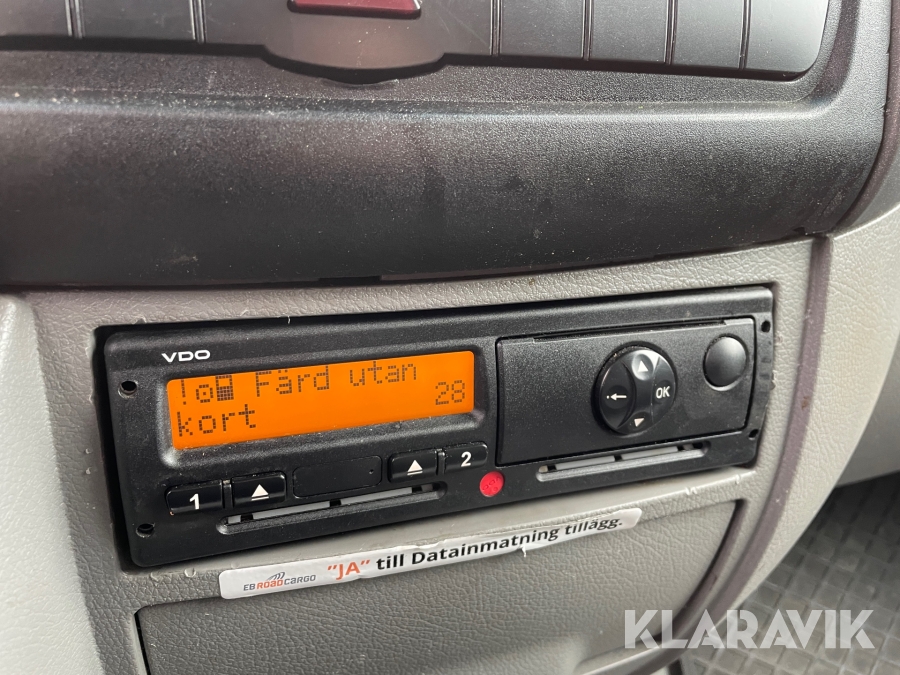 VDO
! Färd utan
kort 28
OK
1
2
EB ROADCARGO "JA" till Datainmatning tillägg.
KLARAVIK